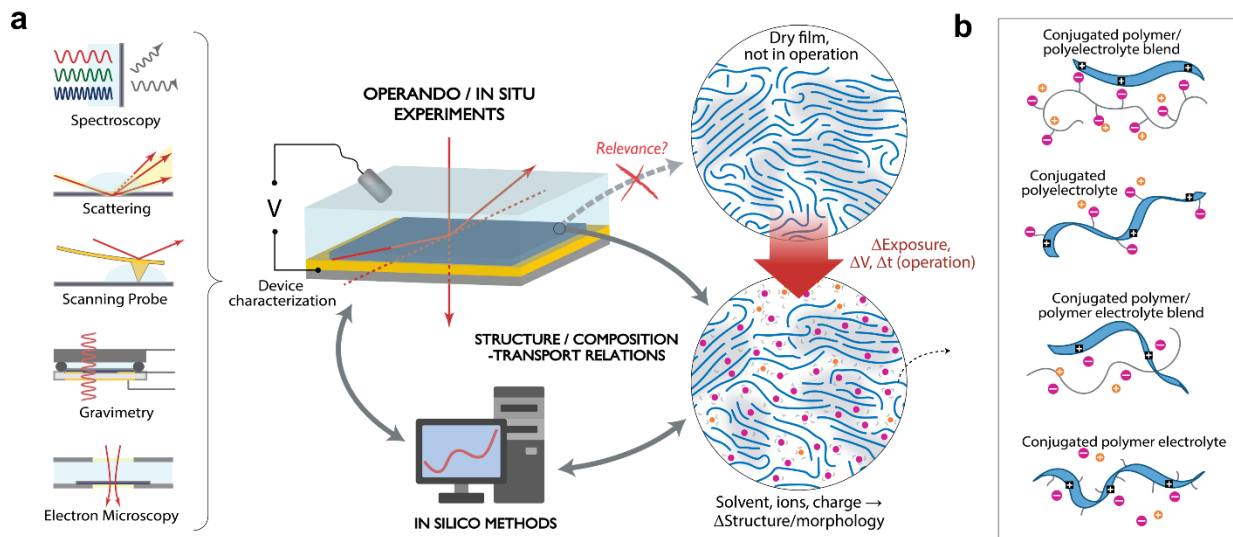 a
Spectroscopy
Scattering
Scanning Probe
Gravimetry
Electron Microscopy
OPERANDO / IN SITU
EXPERIMENTS
V
Device
characterization
Relevance?
Dry film,
not in operation
ΔExposure,
ΔV, Δt (operation)
STRUCTURE / COMPOSITION
-TRANSPORT RELATIONS
IN SILICO METHODS
Solvent, ions, charge →
ΔStructure/morphology
b
Conjugated polymer/
polyelectrolyte blend
Conjugated
polyelectrolyte
Conjugated polymer/
polymer electrolyte blend
Conjugated polymer electrolyte